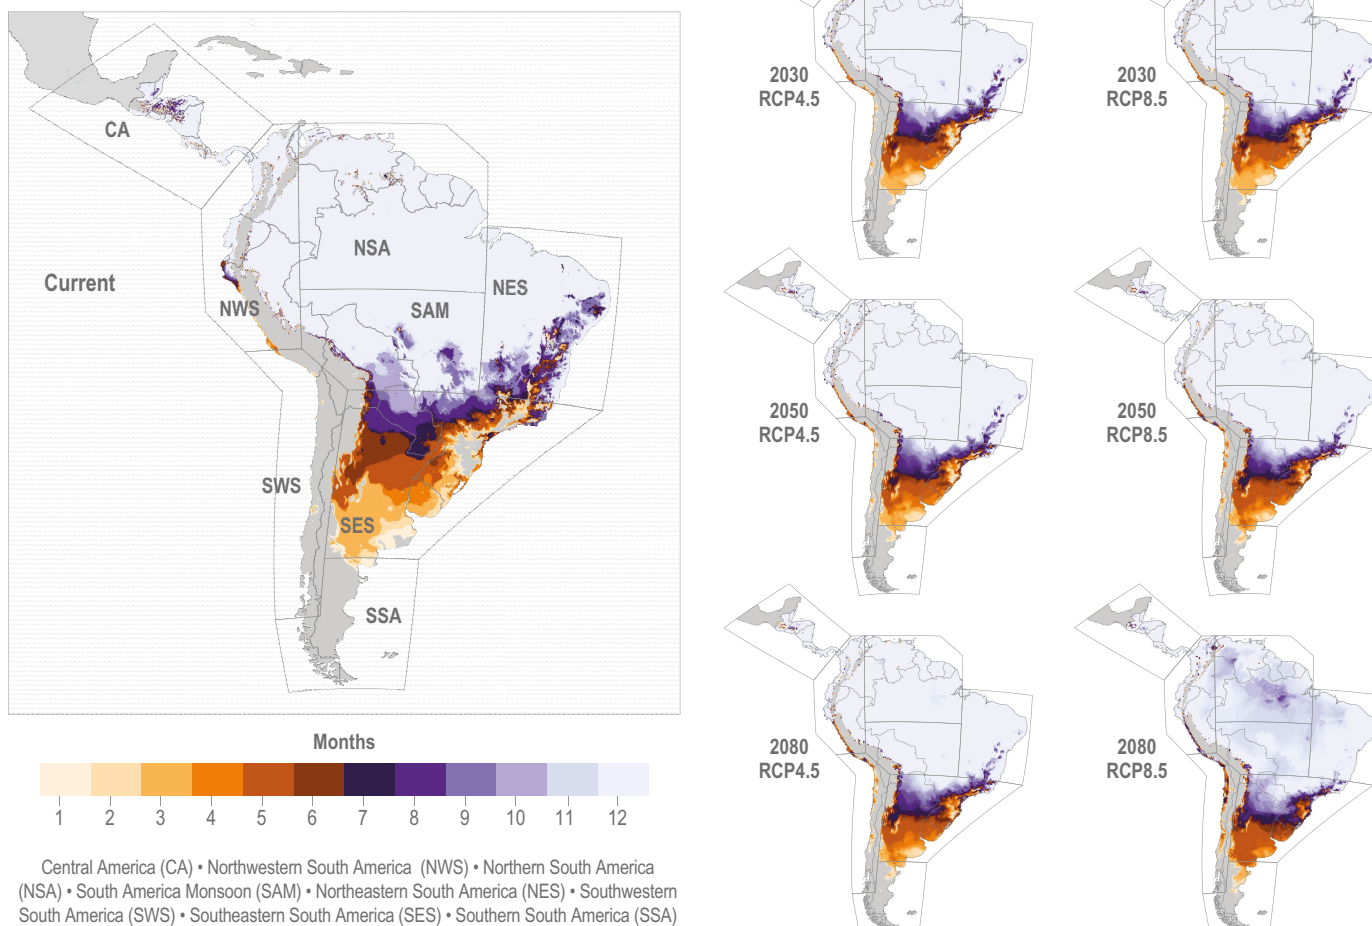 CA
NSA
Current
NES
NWS
SAM
SWS
SES
SSA
Months
1 2 3 4 5 6 7 8 9 10 11 12
Central America (CA) • Northwestern South America (NWS) • Northern South America
(NSA) • South America Monsoon (SAM) • Northeastern South America (NES) • Southwestern
South America (SWS) • Southeastern South America (SES) • Southern South America (SSA)
2030
RCP4.5
2030
RCP8.5
2050
RCP4.5
2050
RCP8.5
2080
RCP4.5
2080
RCP8.5